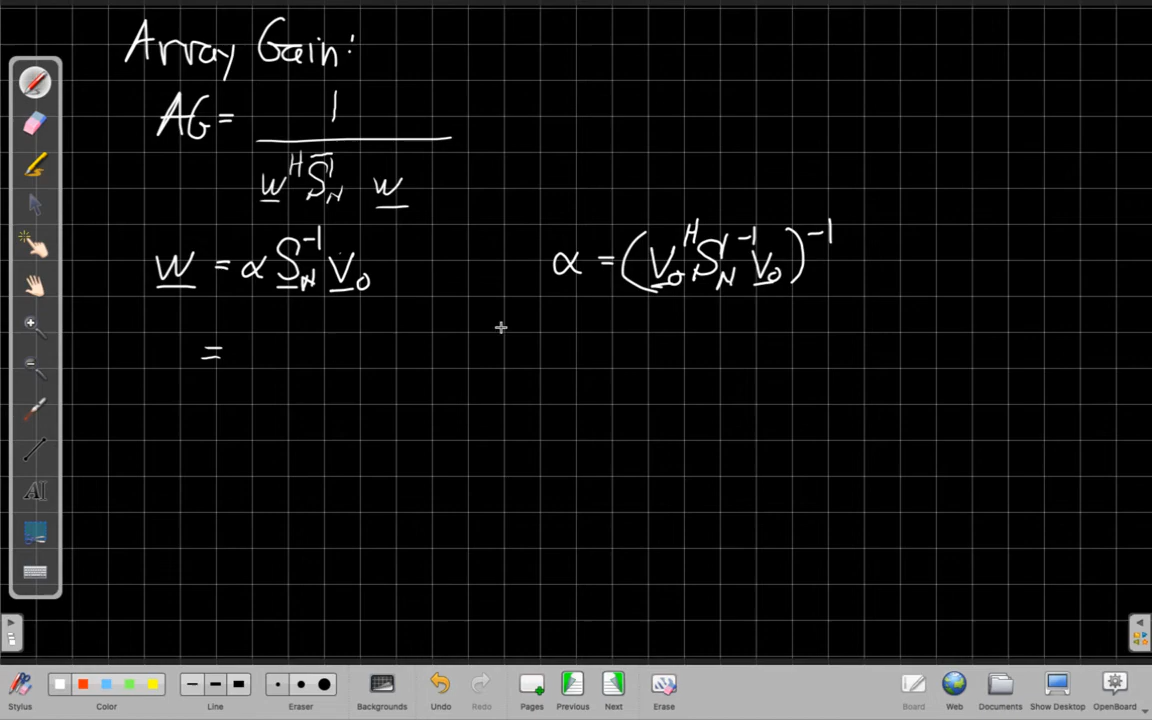 Array Gain:
AG = 1 / w^H S_N^-1 w
w = α S_N^-1 v_0
α = (v_0^H S_N^-1 v_0)^-1
=
AI
Stylus Color Line Eraser Backgrounds Undo Redo Pages Previous Next Erase Board Web Documents Show Desktop OpenBoard